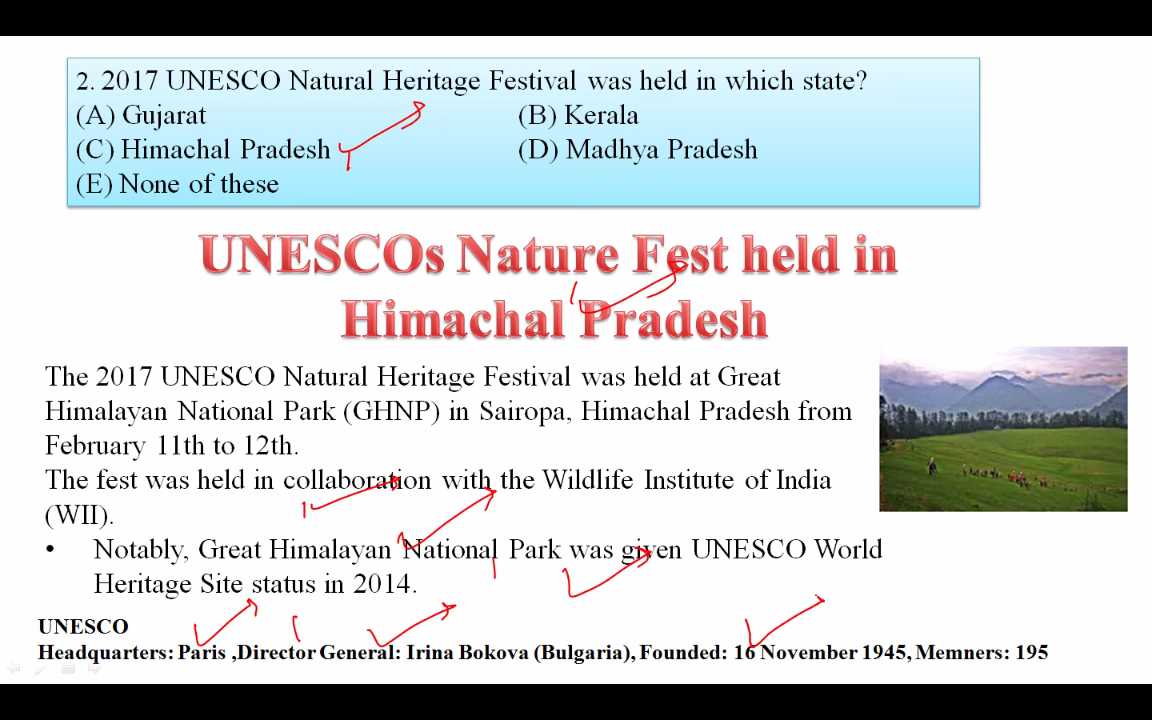 2. 2017 UNESCO Natural Heritage Festival was held in which state?
(A) Gujarat (B) Kerala
(C) Himachal Pradesh (D) Madhya Pradesh
(E) None of these
UNESCOs Nature Fest held in
Himachal Pradesh
The 2017 UNESCO Natural Heritage Festival was held at Great
Himalayan National Park (GHNP) in Sairopa, Himachal Pradesh from
February 11th to 12th.
The fest was held in collaboration with the Wildlife Institute of India
(WII).
• Notably, Great Himalayan National Park was given UNESCO World
Heritage Site status in 2014.
UNESCO
Headquarters: Paris ,Director General: Irina Bokova (Bulgaria), Founded: 16 November 1945, Memners: 195